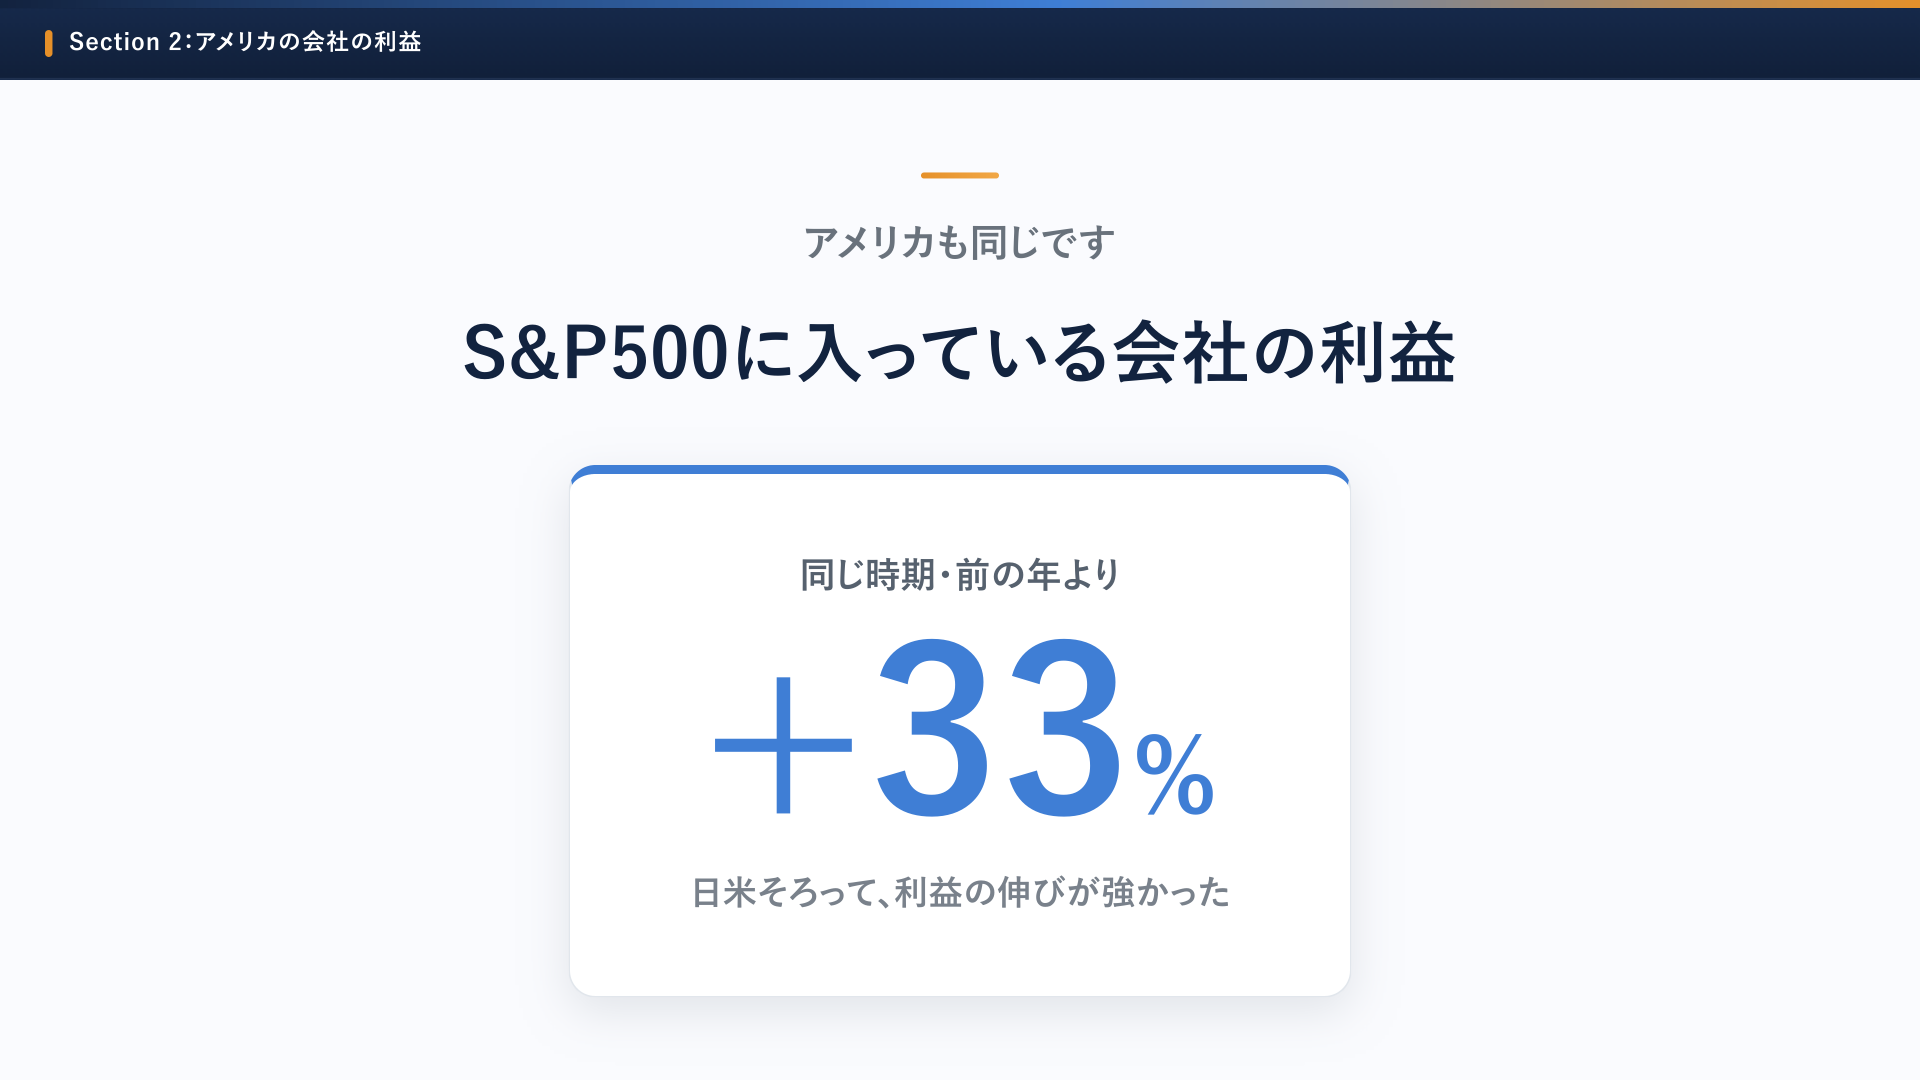 Section 2：アメリカの会社の利益
アメリカも同じです
S&P500に入っている会社の利益
同じ時期・前の年より
＋33%
日米そろって、利益の伸びが強かった